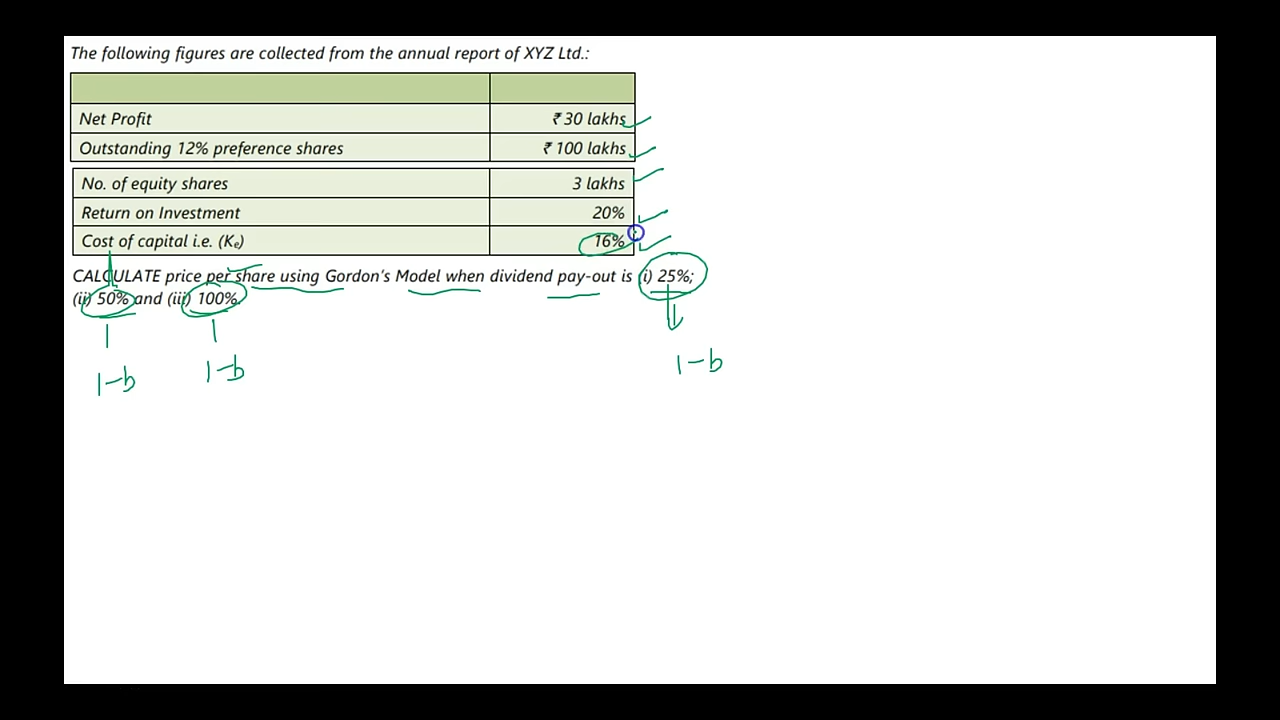 The following figures are collected from the annual report of XYZ Ltd.:
Net Profit ₹ 30 lakhs
Outstanding 12% preference shares ₹ 100 lakhs
No. of equity shares 3 lakhs
Return on Investment 20%
Cost of capital i.e. (Kₑ) 16%
CALCULATE price per share using Gordon's Model when dividend pay-out is (i) 25%;
(ii) 50% and (iii) 100%.
1-b
1-b
1-b